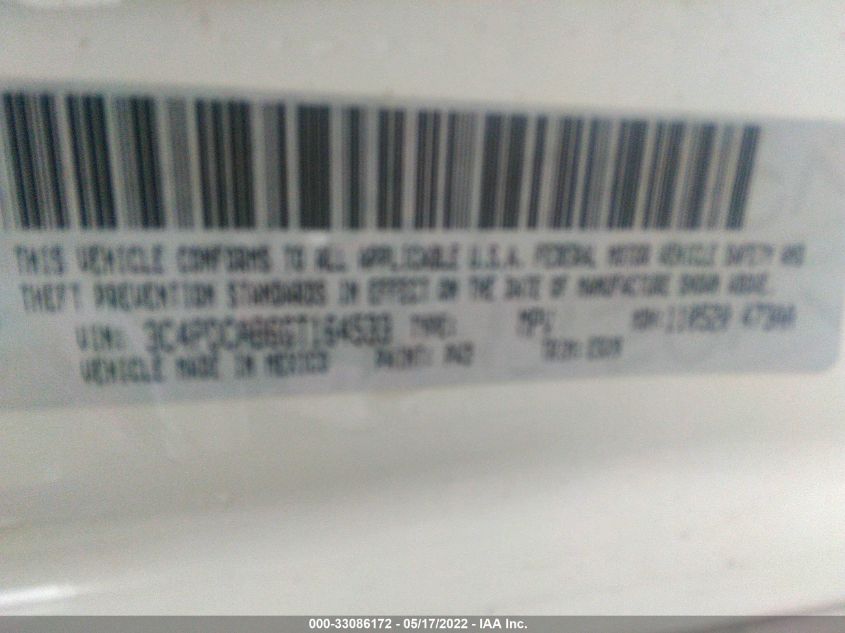 THIS VEHICLE CONFORMS TO ALL APPLICABLE U.S.A. FEDERAL MOTOR VEHICLE SAFETY AND
THEFT PREVENTION STANDARDS IN EFFECT ON THE DATE OF MANUFACTURE SHOWN ABOVE.
VIN: 3C4PDCAB6GT164533 TYPE: MPV
VEHICLE MADE IN MEXICO PAINT: PW2 TRIM:
000-33086172 - 05/17/2022 - IAA Inc.